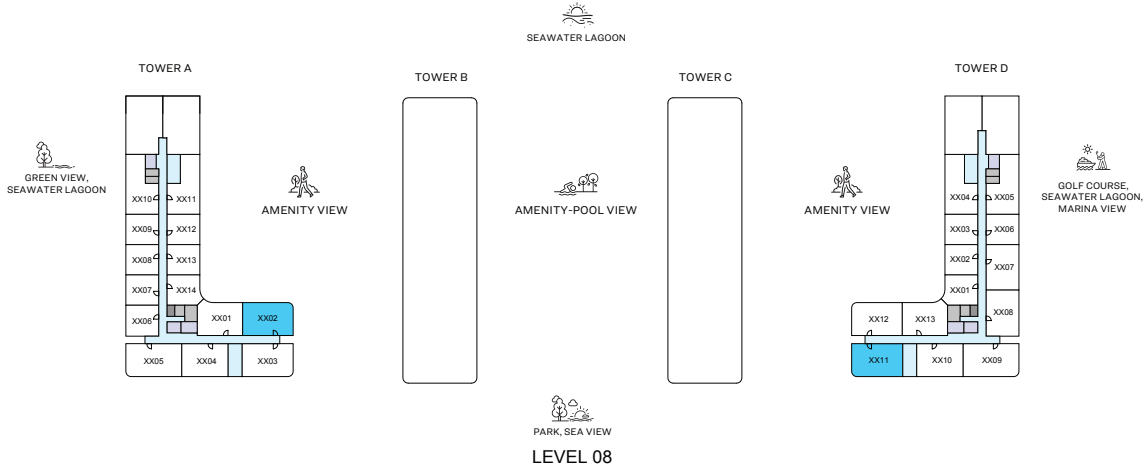 SEAWATER LAGOON
TOWER A
TOWER B
TOWER C
TOWER D
GREEN VIEW,
SEAWATER LAGOON
AMENITY VIEW
AMENITY-POOL VIEW
AMENITY VIEW
GOLF COURSE,
SEAWATER LAGOON,
MARINA VIEW
XX10 XX11
XX09 XX12
XX08 XX13
XX07 XX14
XX06 XX01 XX02
XX05 XX04 XX03
XX04 XX05
XX03 XX06
XX02 XX07
XX01 XX08
XX12 XX13
XX11 XX10 XX09
PARK, SEA VIEW
LEVEL 08